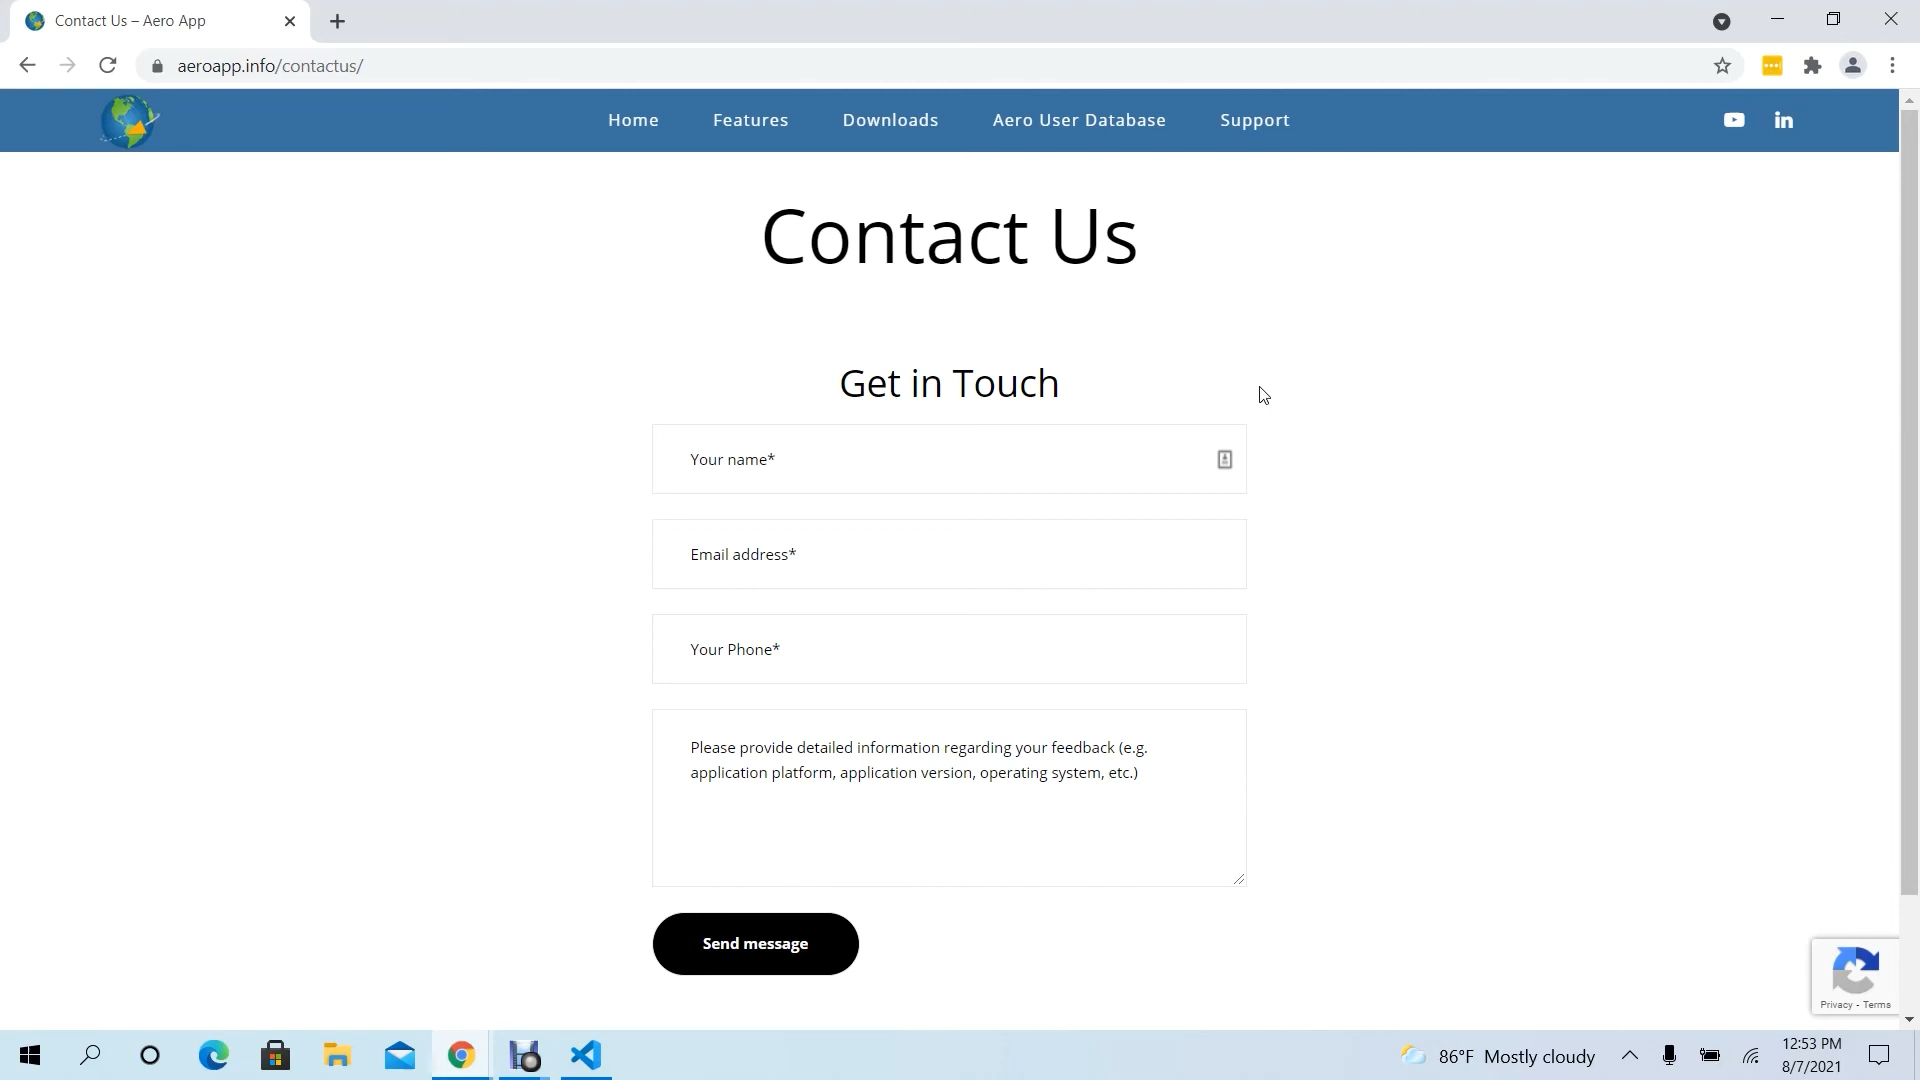 Contact Us – Aero App
aeroapp.info/contactus/
Home Features Downloads Aero User Database Support
Contact Us
Get in Touch
Your name*
Email address*
Your Phone*
Please provide detailed information regarding your feedback (e.g.
application platform, application version, operating system, etc.)
Send message
Privacy - Terms
86°F Mostly cloudy
12:53 PM
8/7/2021